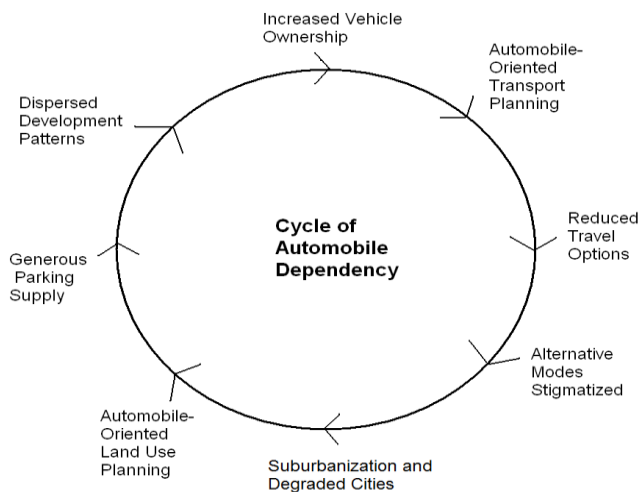 Increased Vehicle
Ownership
Automobile-
Oriented
Transport
Planning
Reduced
Travel
Options
Alternative
Modes
Stigmatized
Suburbanization and
Degraded Cities
Automobile-
Oriented
Land Use
Planning
Generous
Parking
Supply
Dispersed
Development
Patterns
Cycle of
Automobile
Dependency